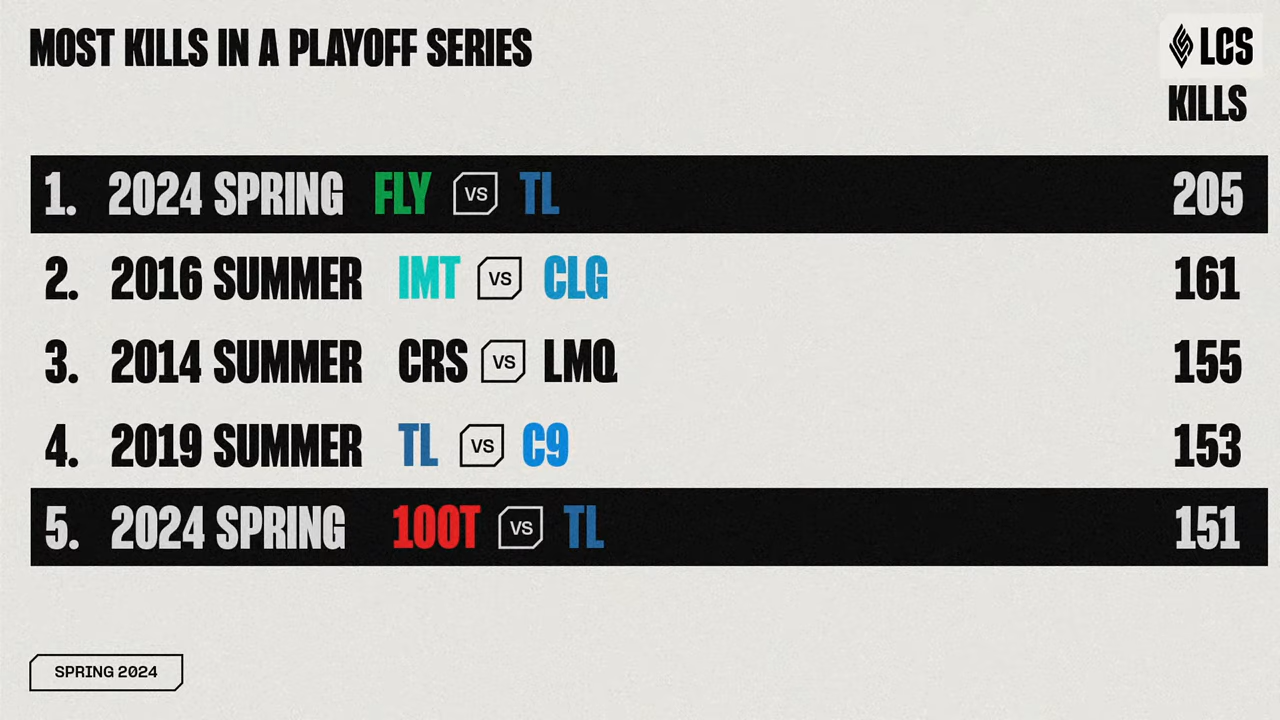 MOST KILLS IN A PLAYOFF SERIES
LCS
KILLS
1. 2024 SPRING FLY VS TL 205
2. 2016 SUMMER IMT VS CLG 161
3. 2014 SUMMER CRS VS LMQ 155
4. 2019 SUMMER TL VS C9 153
5. 2024 SPRING 100T VS TL 151
SPRING 2024